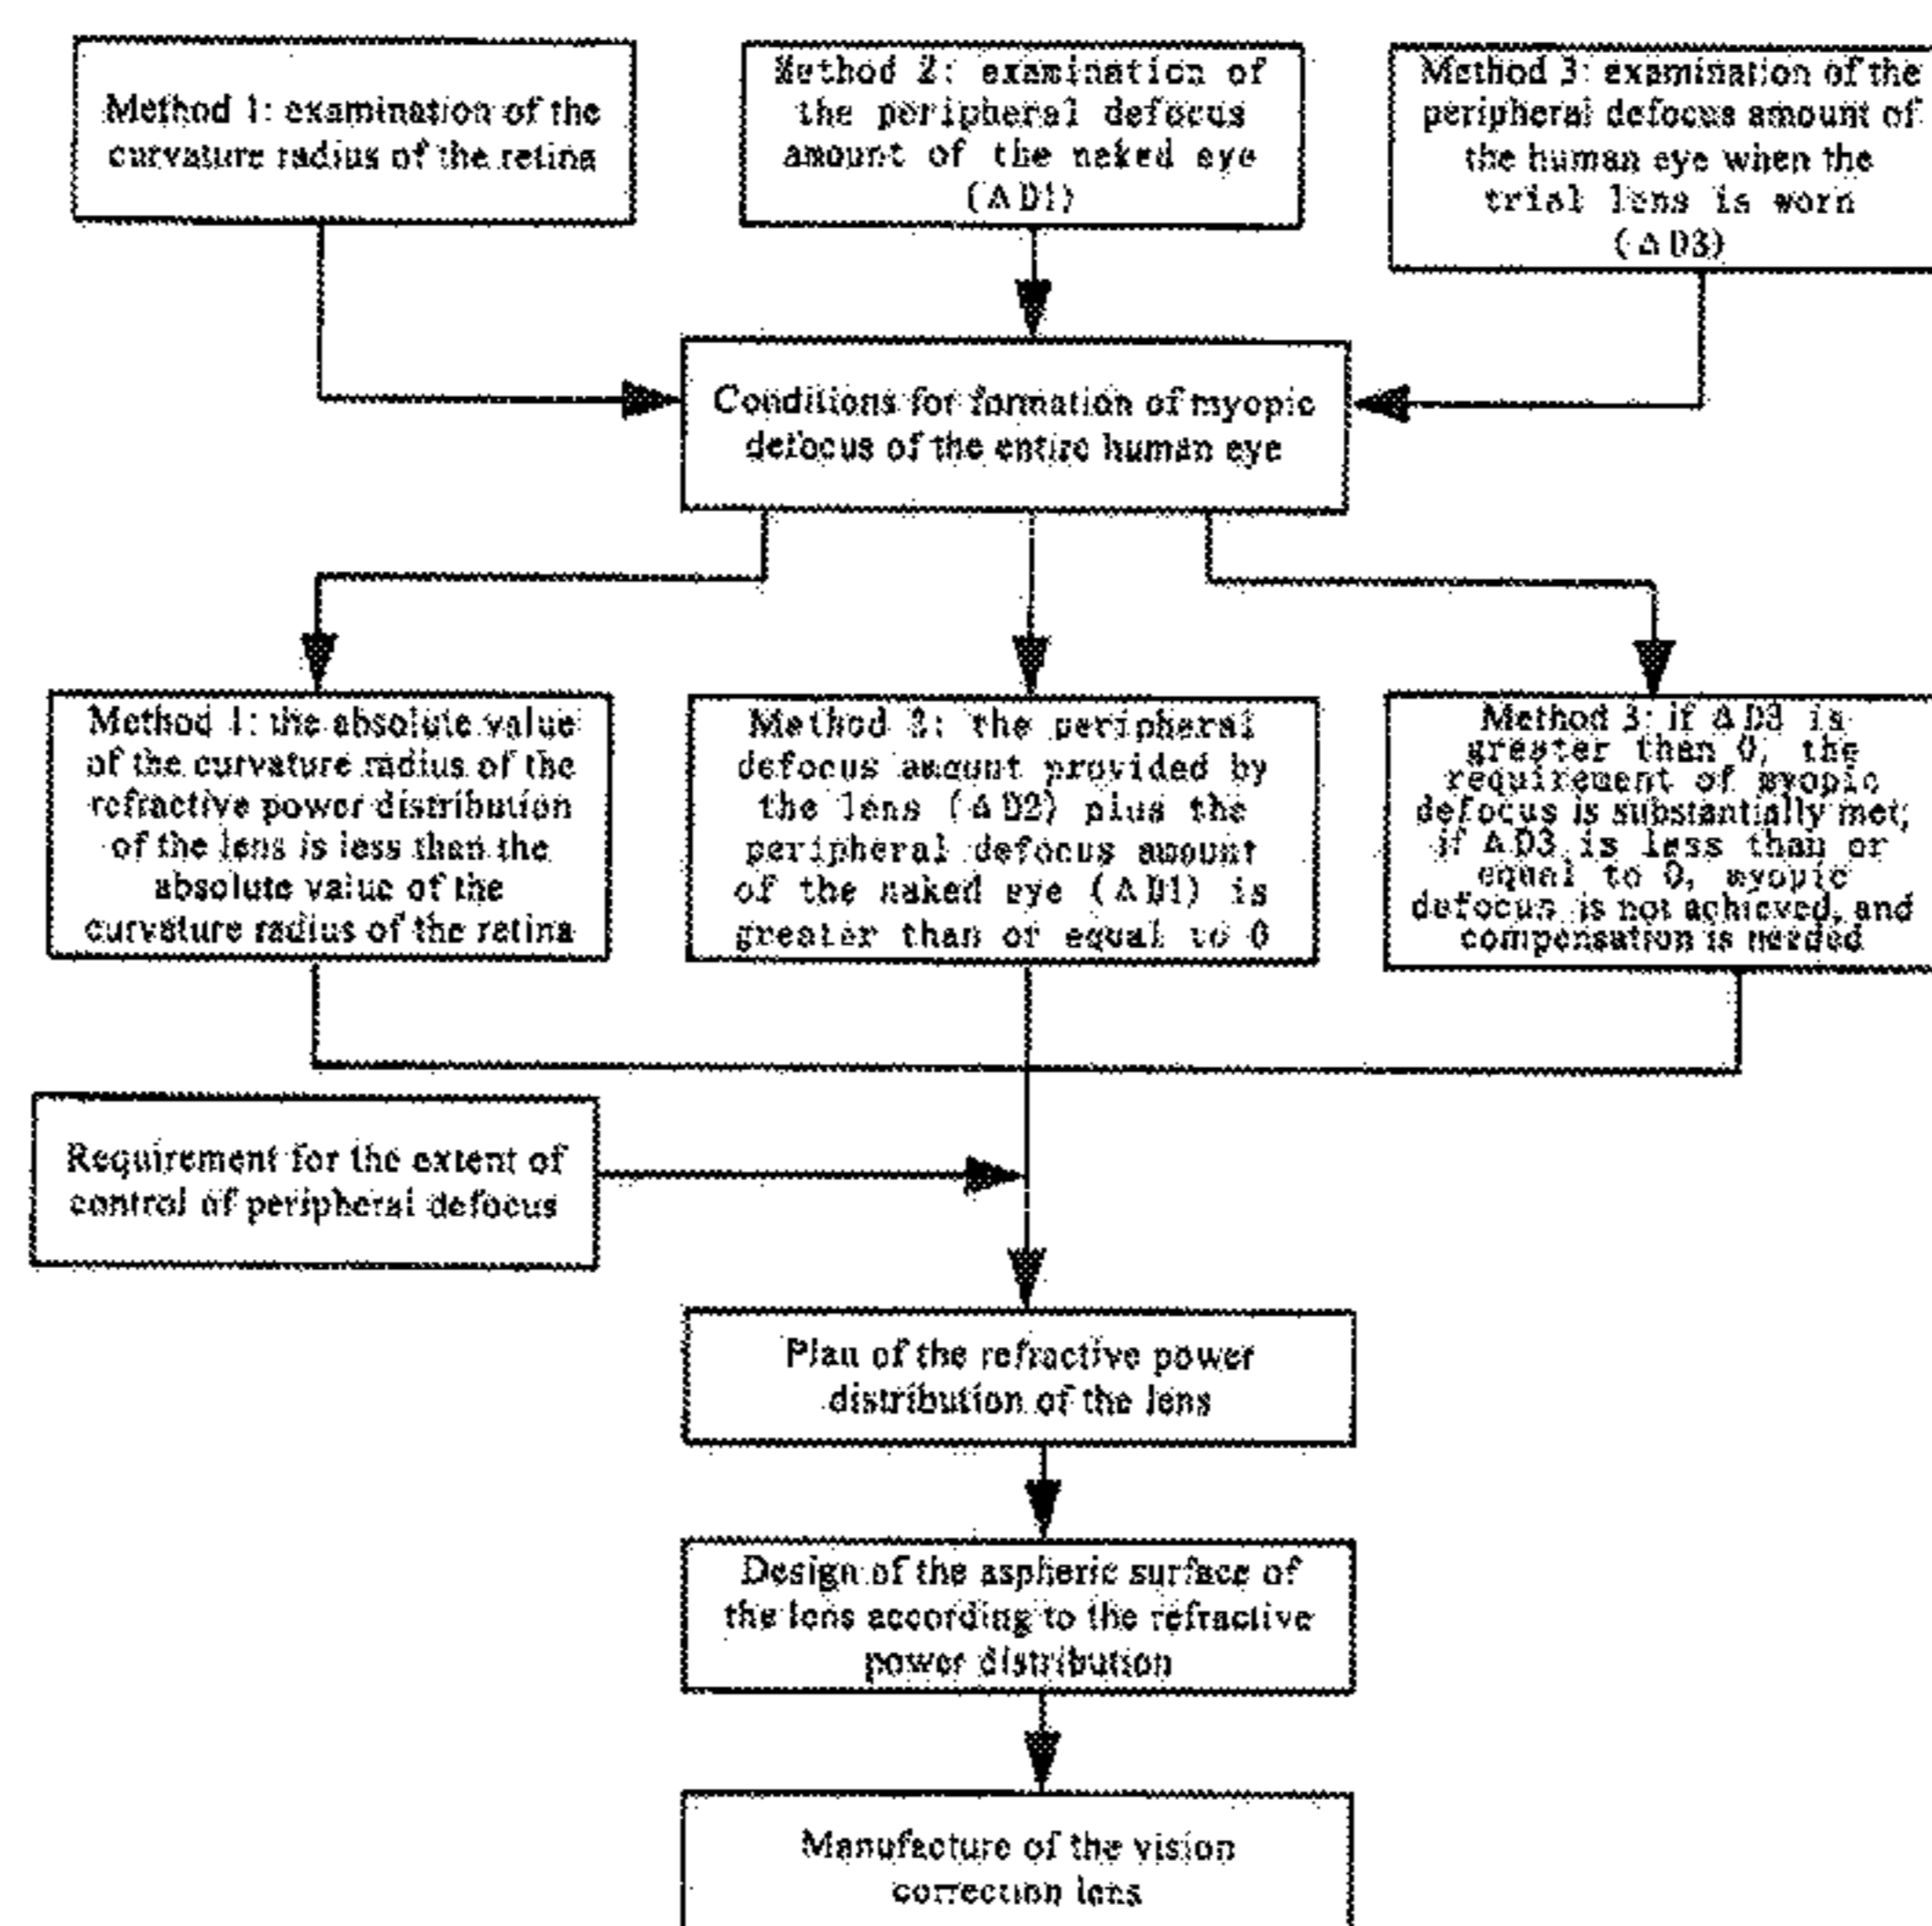 Method 1: examination of the
curvature radius of the retina
Method 2: examination of
the peripheral defocus
amount of the naked eye
(ΔD1)
Method 3: examination of the
peripheral defocus amount of
the human eye when the
trial lens is worn
(ΔD3)
Conditions for formation of myopic
defocus of the entire human eye
Method 1: the absolute value
of the curvature radius of the
refractive power distribution
of the lens is less than the
absolute value of the
curvature radius of the retina
Method 2: the peripheral
defocus amount provided by
the lens (ΔD2) plus the
peripheral defocus amount
of the naked eye (ΔD1) is
greater than or equal to 0
Method 3: if ΔD3 is
greater than 0, the
requirement of myopic
defocus is substantially met;
if ΔD3 is less than or
equal to 0, myopic
defocus is not achieved, and
compensation is needed
Requirement for the extent of
control of peripheral defocus
Plan of the refractive power
distribution of the lens
Design of the aspheric surface of
the lens according to the refractive
power distribution
Manufacture of the vision
correction lens